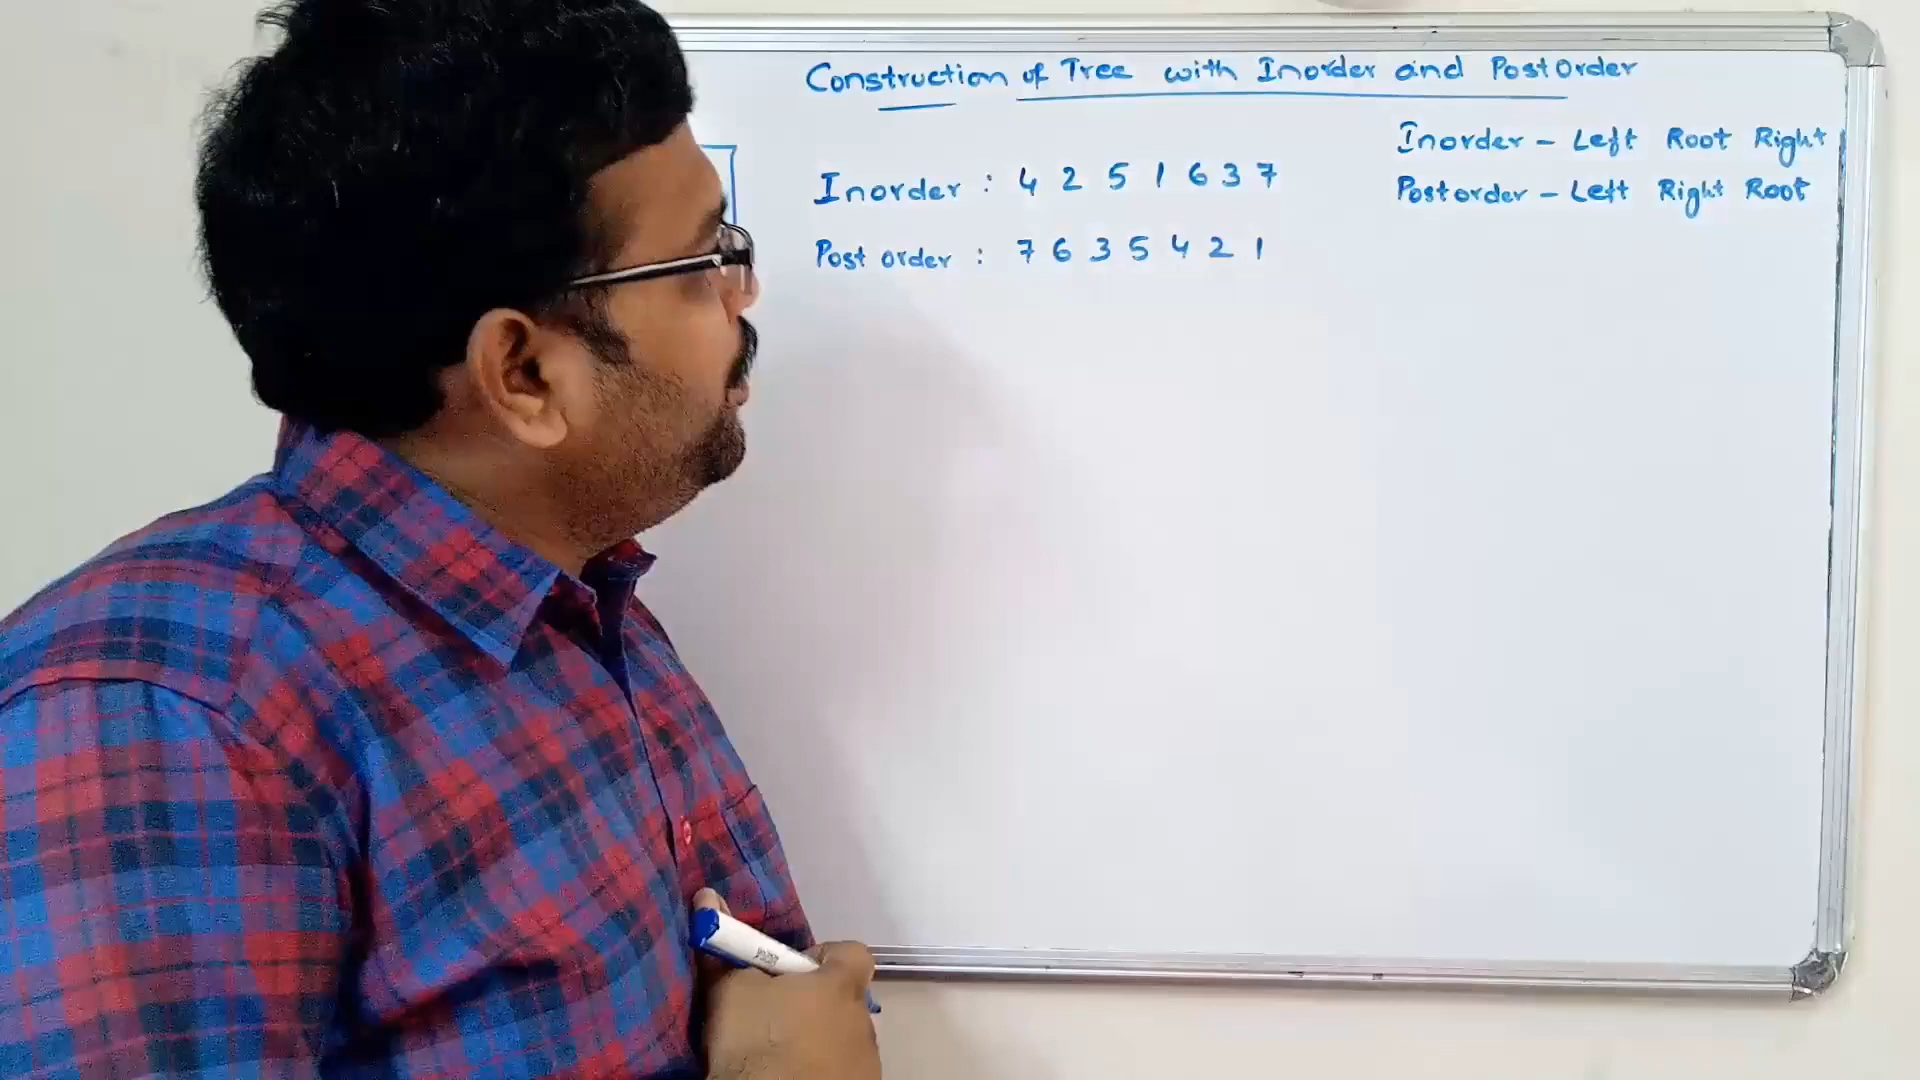 Construction of Tree with Inorder and PostOrder
Inorder - Left Root Right
Inorder : 4 2 5 1 6 3 7
Postorder - Left Right Root
Post order : 7 6 3 5 4 2 1